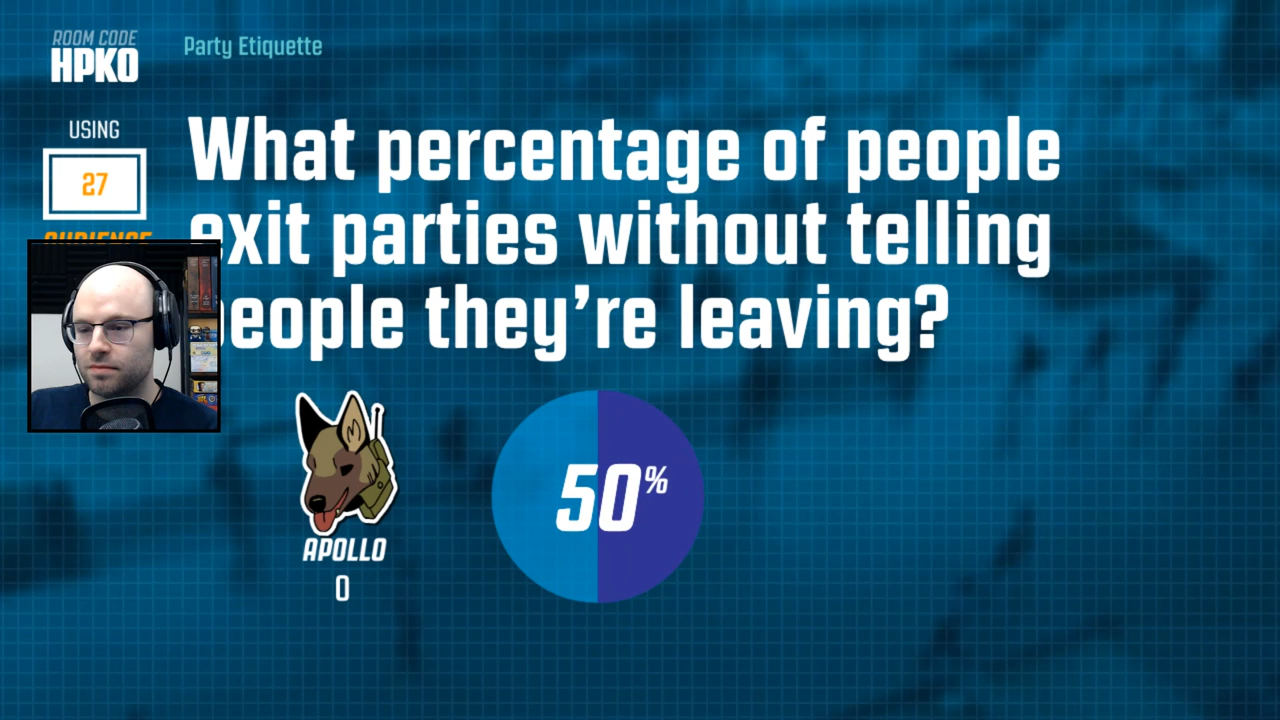 ROOM CODE
HPKO
Party Etiquette
USING
27
AUDIENCE
What percentage of people
exit parties without telling
people they're leaving?
50%
APOLLO
0